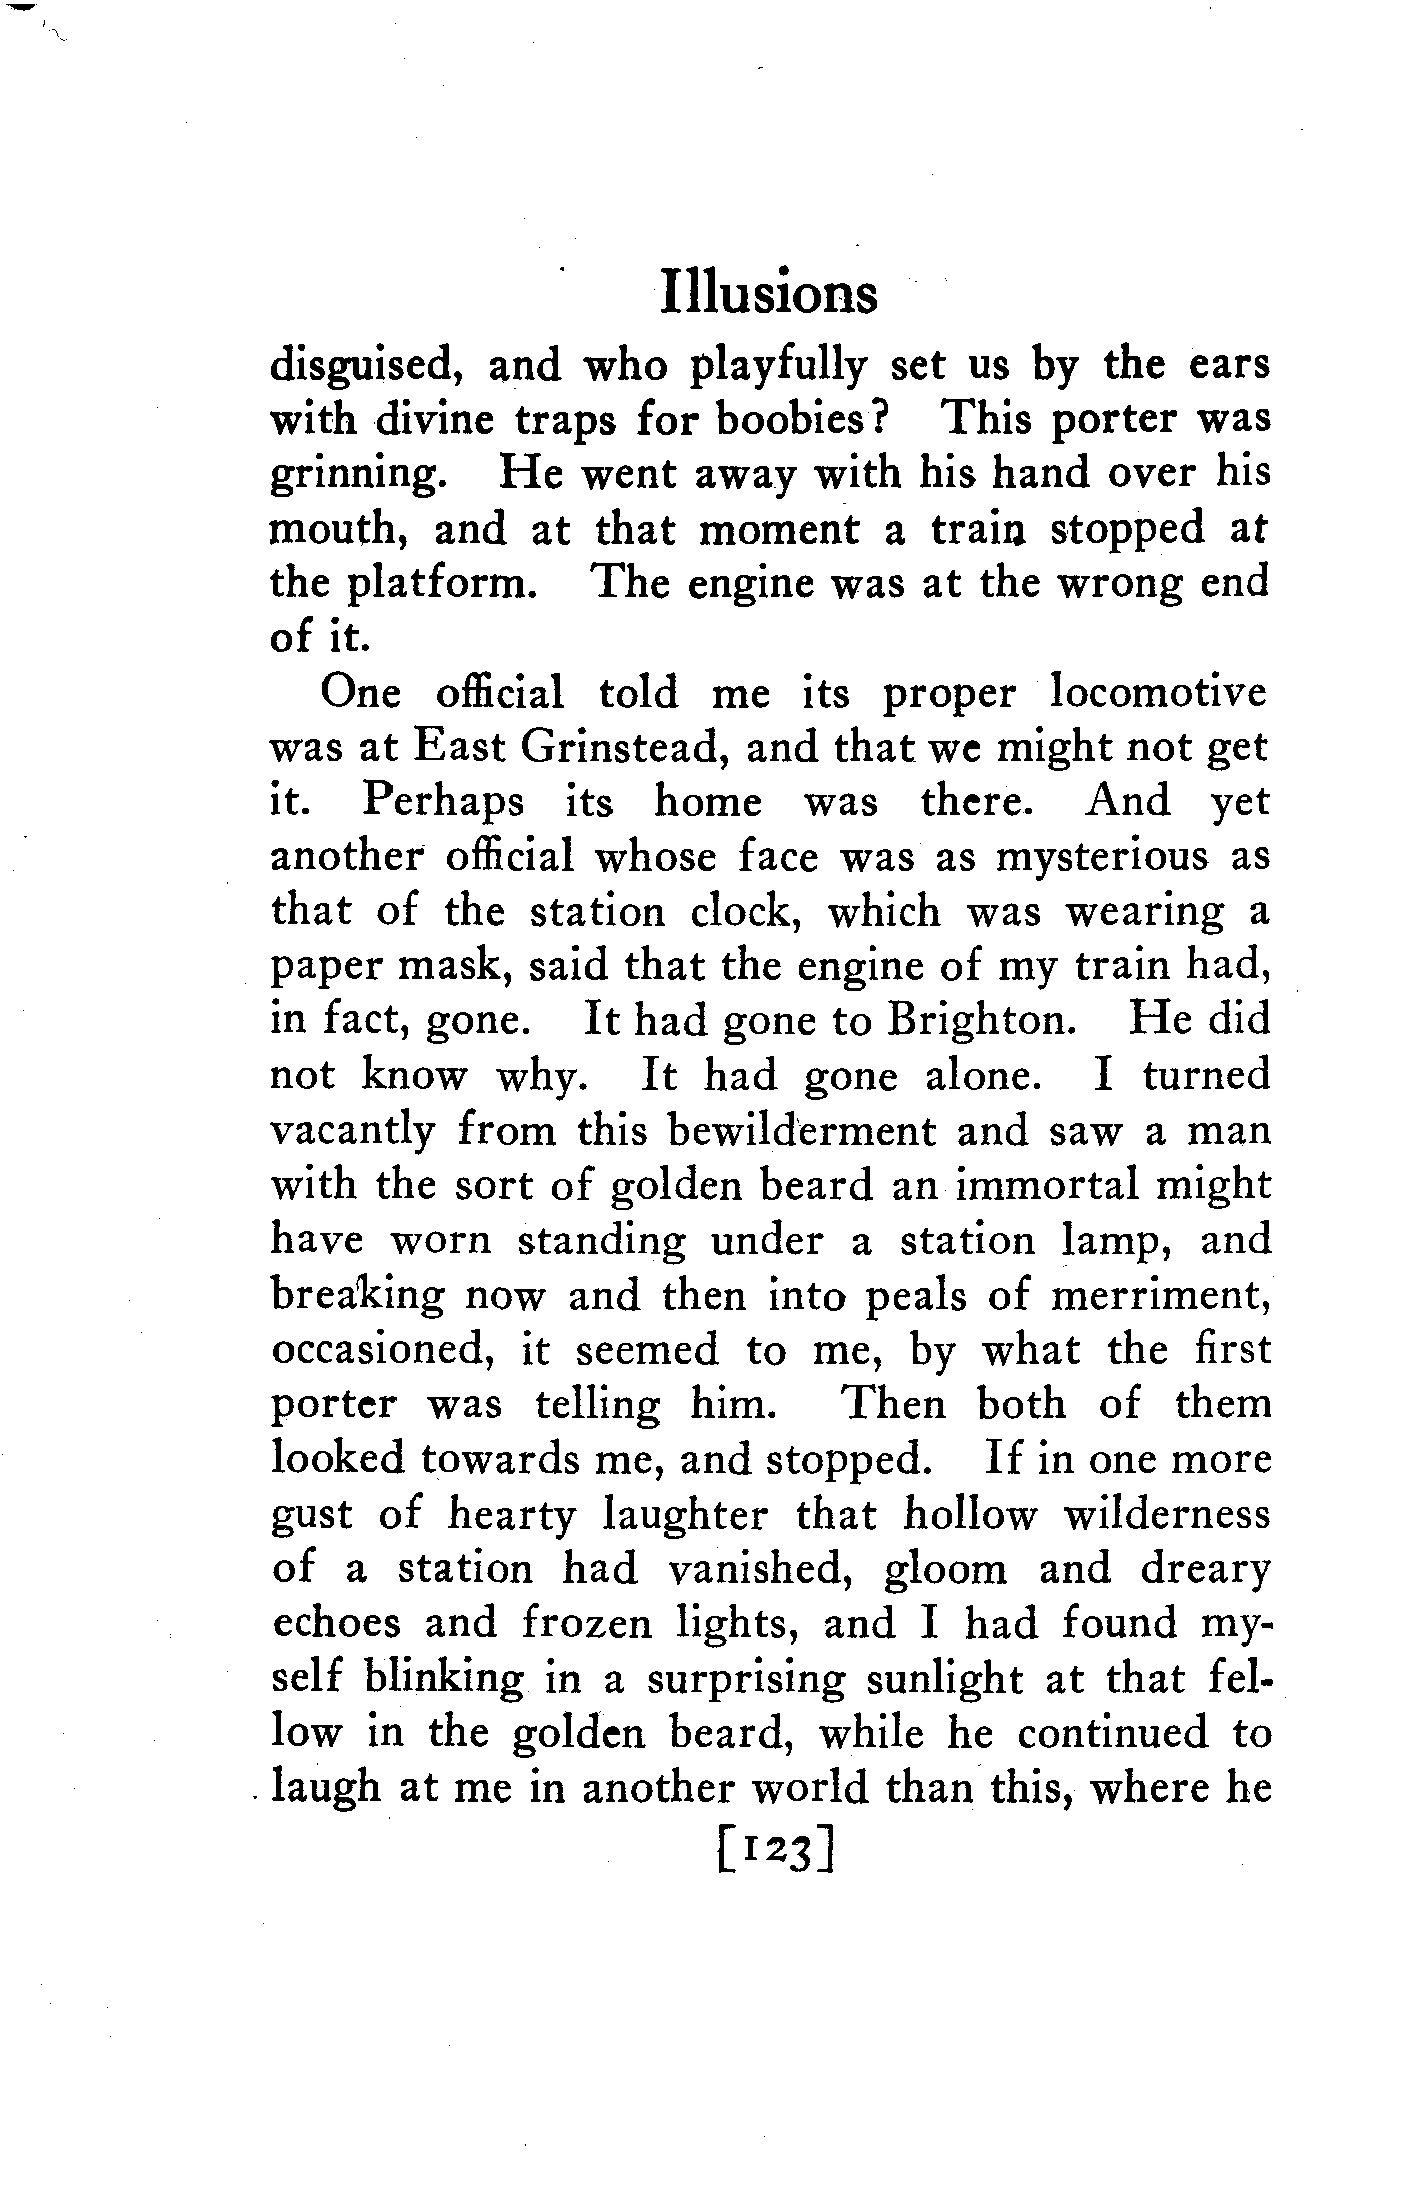 Illusions
disguised, and who playfully set us by the ears
with divine traps for boobies? This porter was
grinning. He went away with his hand over his
mouth, and at that moment a train stopped at
the platform. The engine was at the wrong end
of it.
One official told me its proper locomotive
was at East Grinstead, and that we might not get
it. Perhaps its home was there. And yet
another official whose face was as mysterious as
that of the station clock, which was wearing a
paper mask, said that the engine of my train had,
in fact, gone. It had gone to Brighton. He did
not know why. It had gone alone. I turned
vacantly from this bewilderment and saw a man
with the sort of golden beard an immortal might
have worn standing under a station lamp, and
breaking now and then into peals of merriment,
occasioned, it seemed to me, by what the first
porter was telling him. Then both of them
looked towards me, and stopped. If in one more
gust of hearty laughter that hollow wilderness
of a station had vanished, gloom and dreary
echoes and frozen lights, and I had found my-
self blinking in a surprising sunlight at that fel-
low in the golden beard, while he continued to
laugh at me in another world than this, where he
[123]